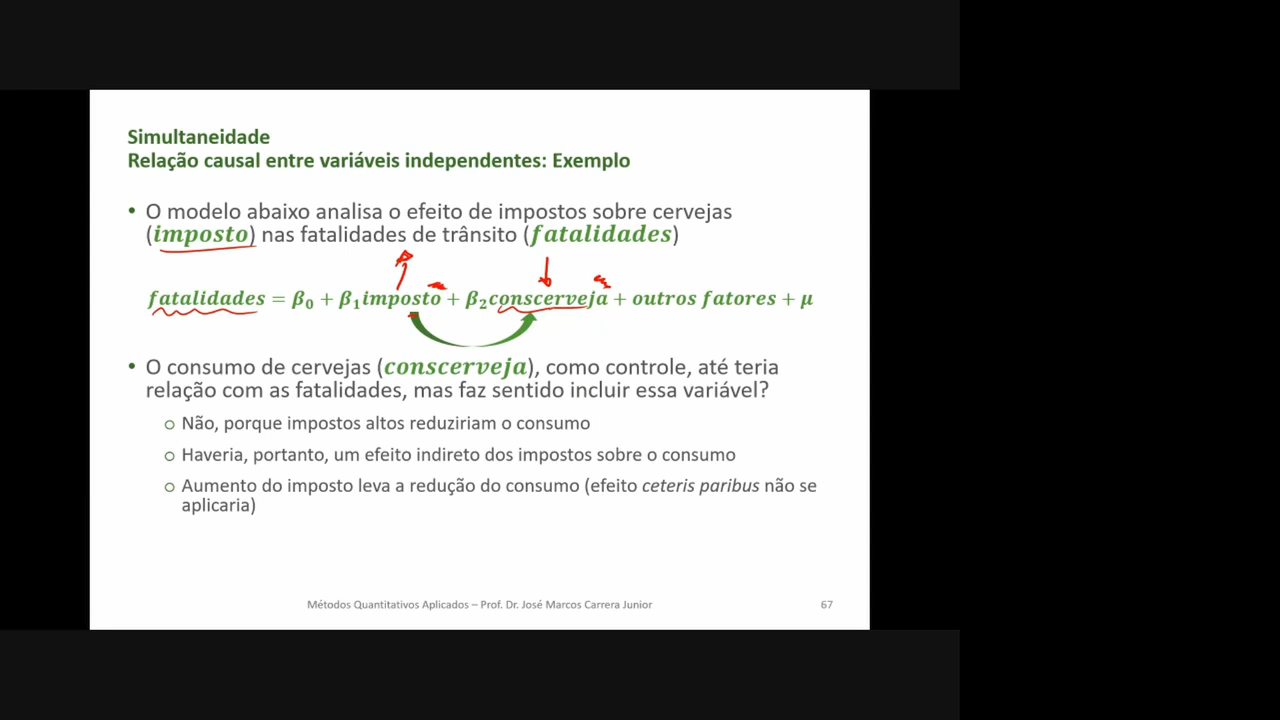 Simultaneidade
Relação causal entre variáveis independentes: Exemplo
• O modelo abaixo analisa o efeito de impostos sobre cervejas
(imposto) nas fatalidades de trânsito (fatalidades)
fatalidades = β₀ + β₁imposto + β₂conscerveja + outros fatores + μ
• O consumo de cervejas (conscerveja), como controle, até teria
relação com as fatalidades, mas faz sentido incluir essa variável?
o Não, porque impostos altos reduziriam o consumo
o Haveria, portanto, um efeito indireto dos impostos sobre o consumo
o Aumento do imposto leva a redução do consumo (efeito ceteris paribus não se
aplicaria)
Métodos Quantitativos Aplicados – Prof. Dr. José Marcos Carrera Junior
67